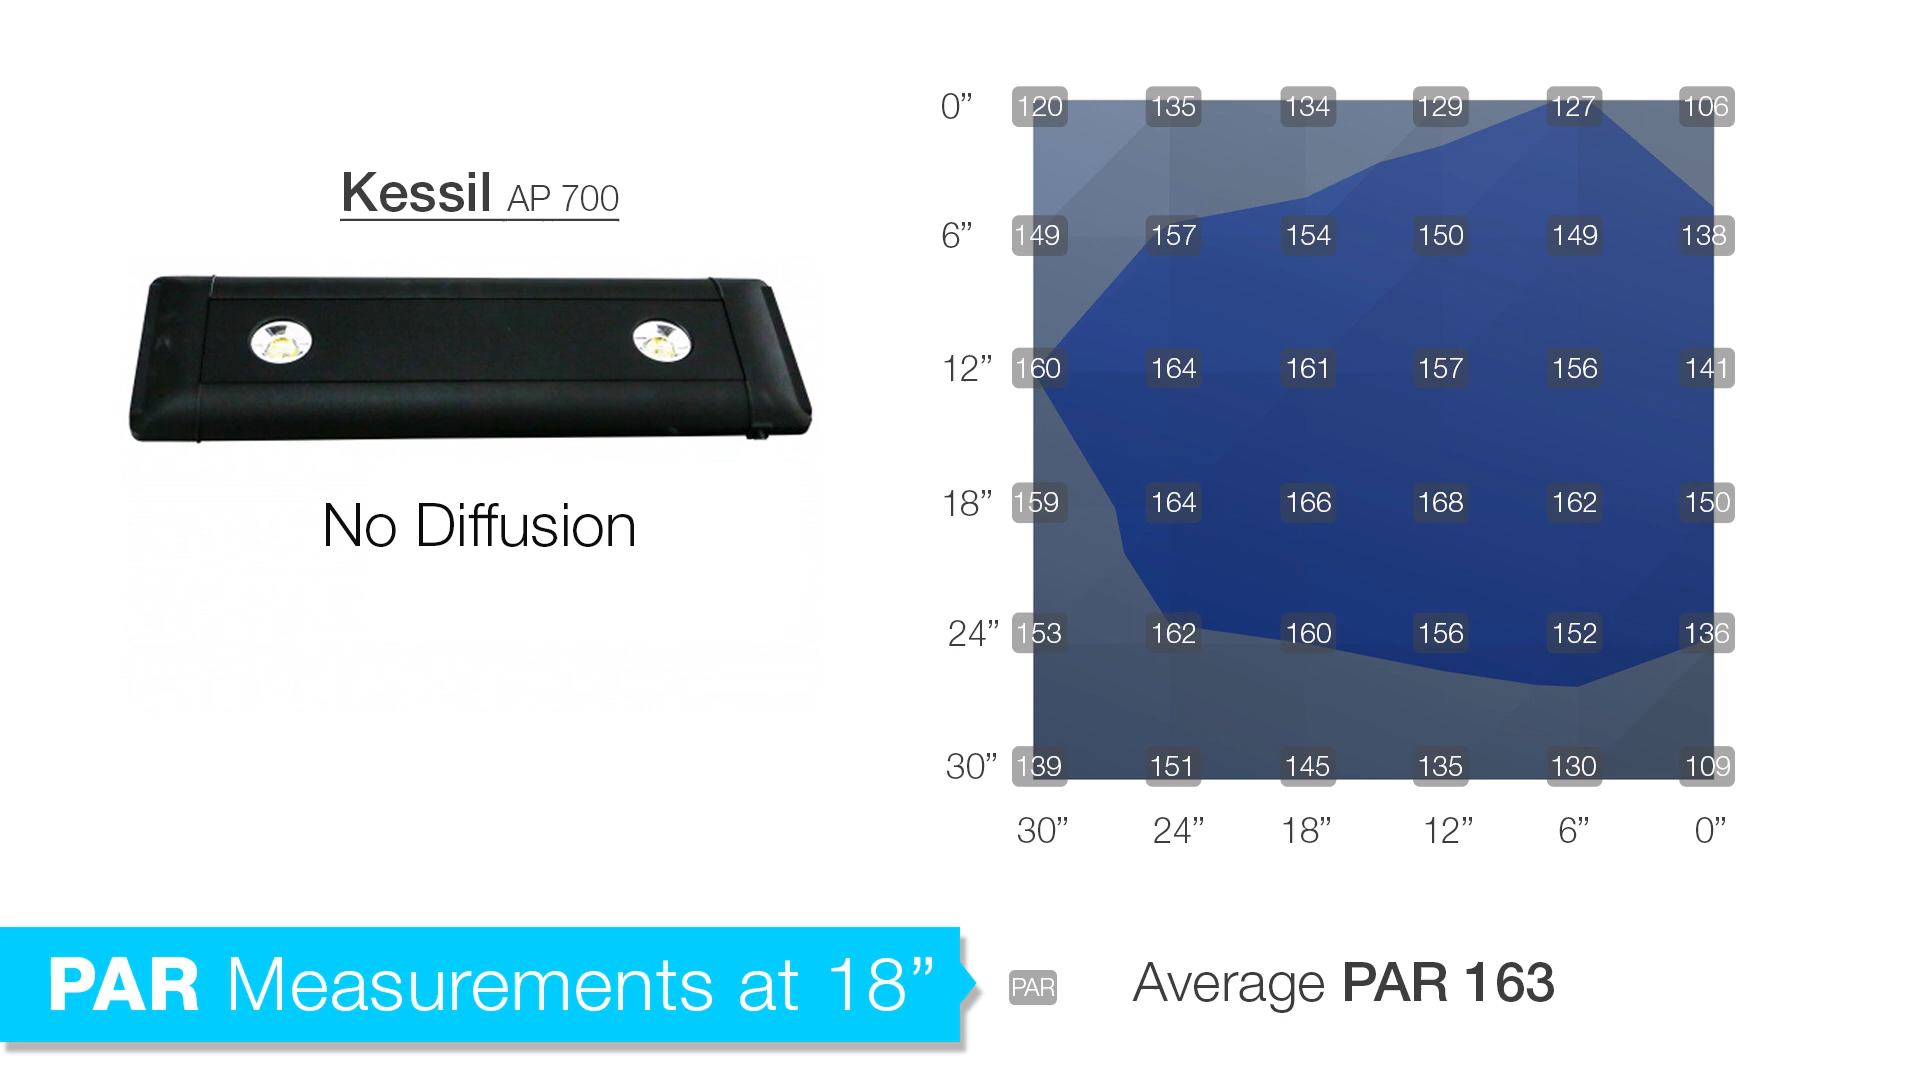 Kessil AP 700
No Diffusion
0” 120 135 134 129 127 106
6” 149 157 154 150 149 138
12” 160 164 161 157 156 141
18” 159 164 166 168 162 150
24” 153 162 160 156 152 136
30” 139 151 145 135 130 109
30” 24” 18” 12” 6” 0”
PAR Measurements at 18”
PAR Average PAR 163